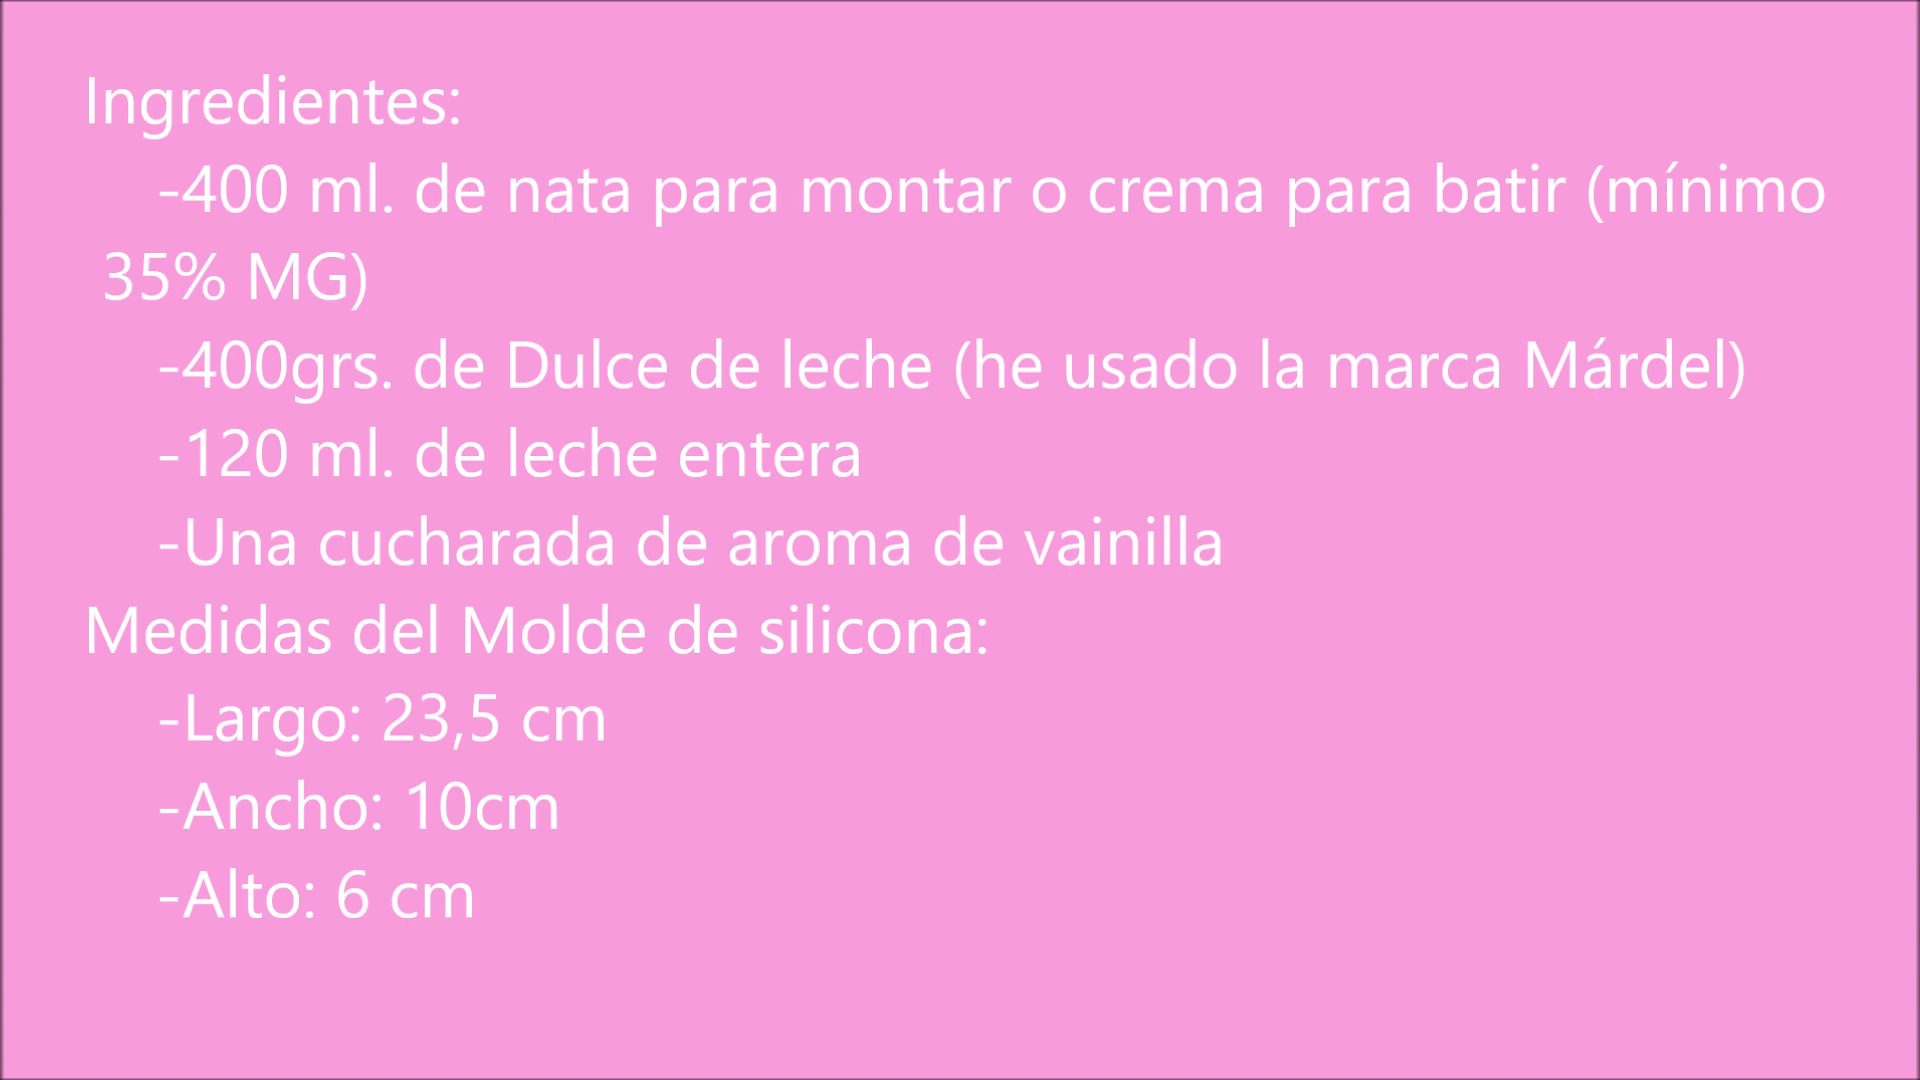 Ingredientes:
-400 ml. de nata para montar o crema para batir (mínimo
35% MG)
-400grs. de Dulce de leche (he usado la marca Márdel)
-120 ml. de leche entera
-Una cucharada de aroma de vainilla
Medidas del Molde de silicona:
-Largo: 23,5 cm
-Ancho: 10cm
-Alto: 6 cm